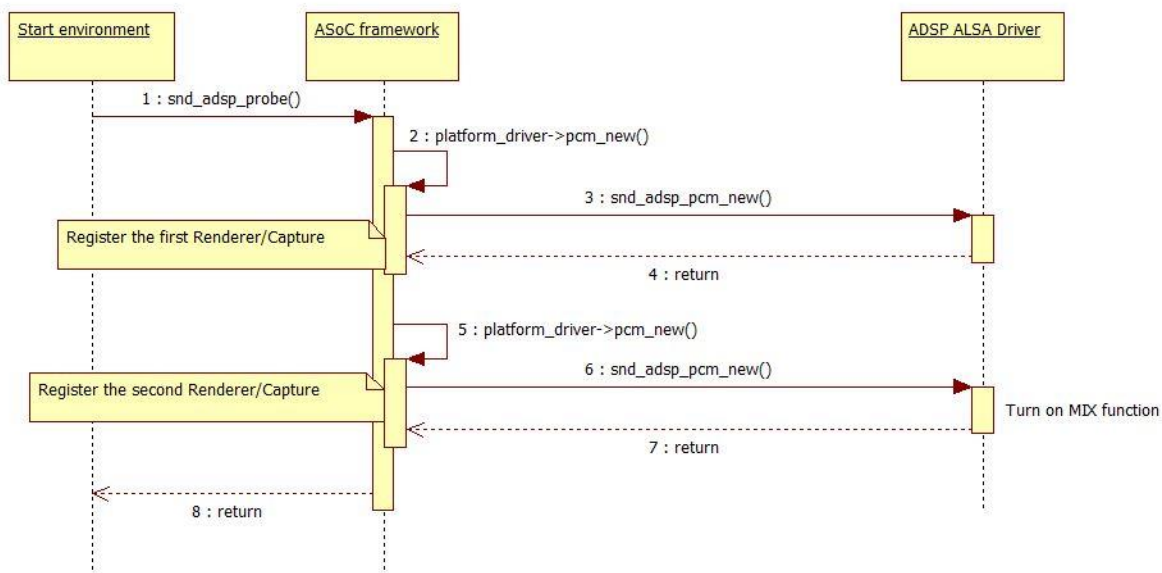 Start environment
ASoC framework
ADSP ALSA Driver
1 : snd_adsp_probe()
2 : platform_driver->pcm_new()
3 : snd_adsp_pcm_new()
Register the first Renderer/Capture
4 : return
5 : platform_driver->pcm_new()
6 : snd_adsp_pcm_new()
Register the second Renderer/Capture
Turn on MIX function
7 : return
8 : return